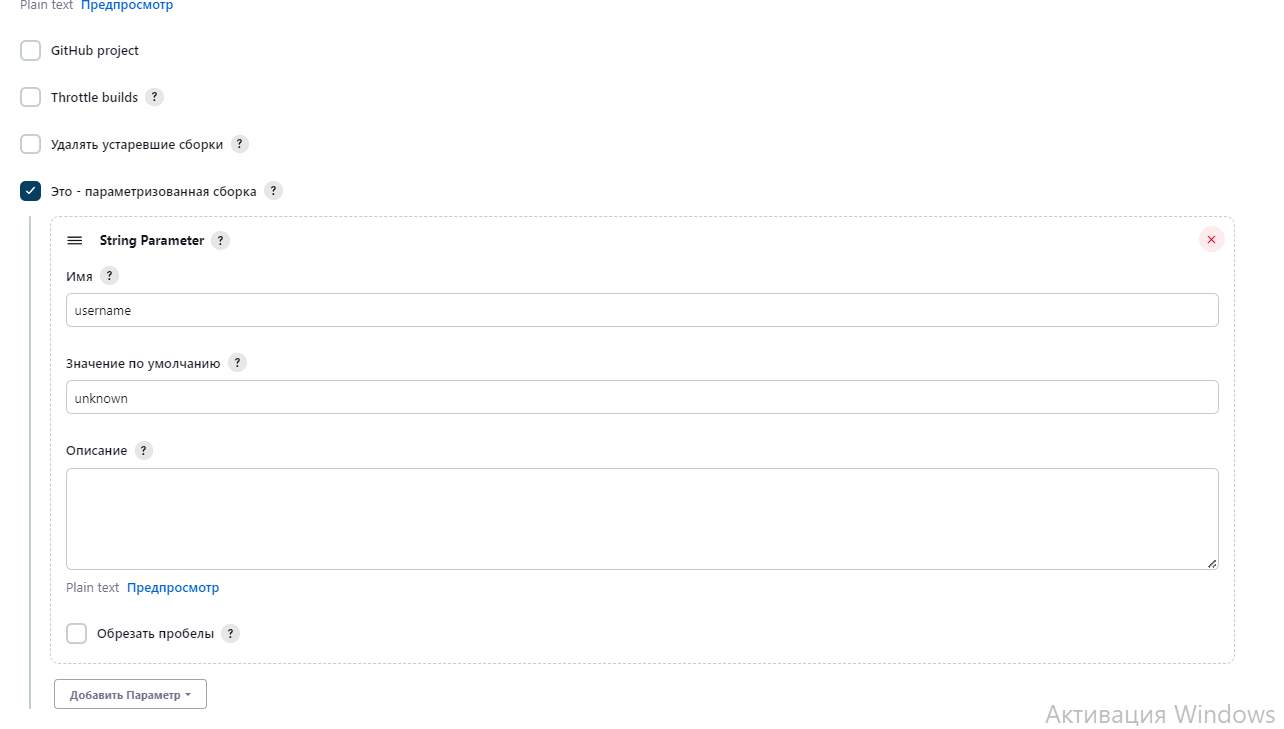 Plain text Предпросмотр
GitHub project
Throttle builds ?
Удалять устаревшие сборки ?
Это - параметризованная сборка ?
String Parameter ?
Имя ?
username
Значение по умолчанию ?
unknown
Описание ?
Plain text Предпросмотр
Обрезать пробелы ?
Добавить Параметр
Активация Windows